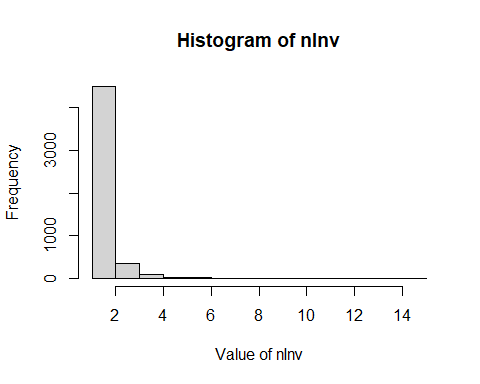 Histogram of nInv
Frequency
3000
1000
0
2 4 6 8 10 12 14
Value of nInv